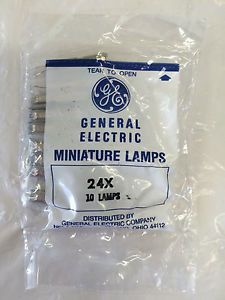 TEAR TO OPEN
GE
GENERAL
ELECTRIC
MINIATURE LAMPS
24X
10 LAMPS
DISTRIBUTED BY
GENERAL ELECTRIC COMPANY
OHIO 44112